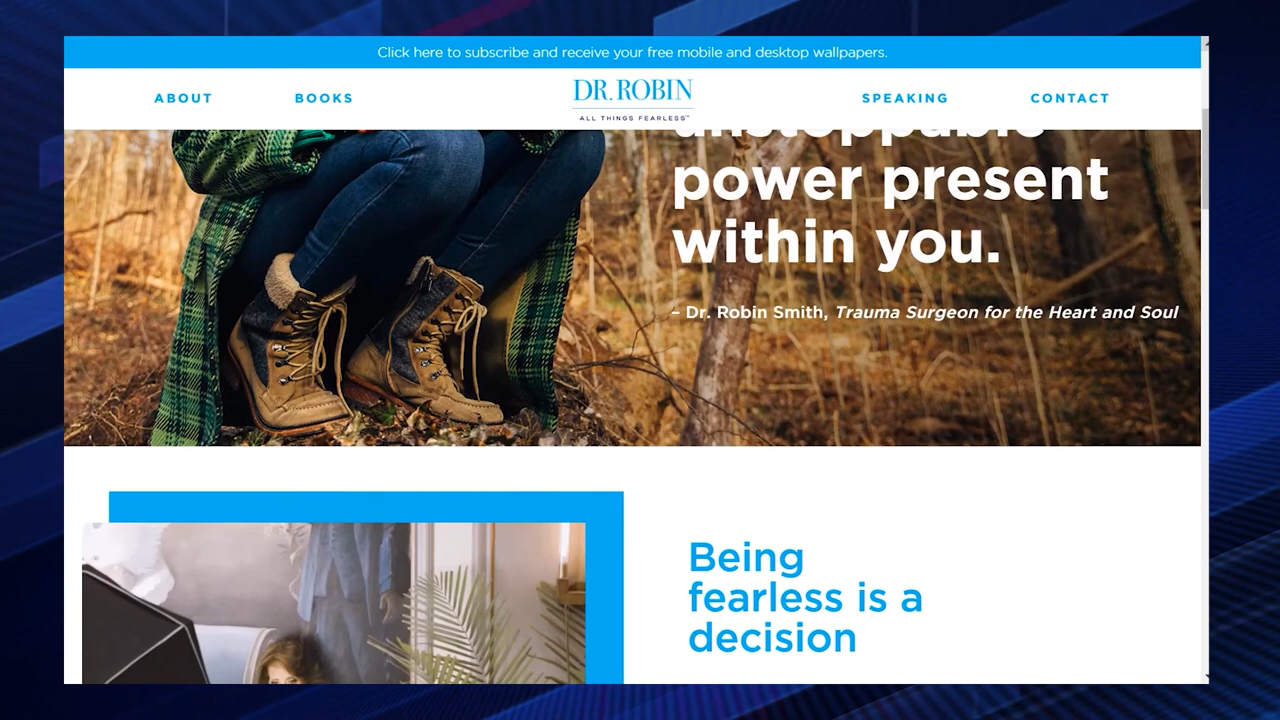 Click here to subscribe and receive your free mobile and desktop wallpapers.
ABOUT
BOOKS
DR. ROBIN
ALL THINGS FEARLESS™
SPEAKING
CONTACT
unstoppable
power present
within you.
– Dr. Robin Smith, Trauma Surgeon for the Heart and Soul
Being
fearless is a
decision